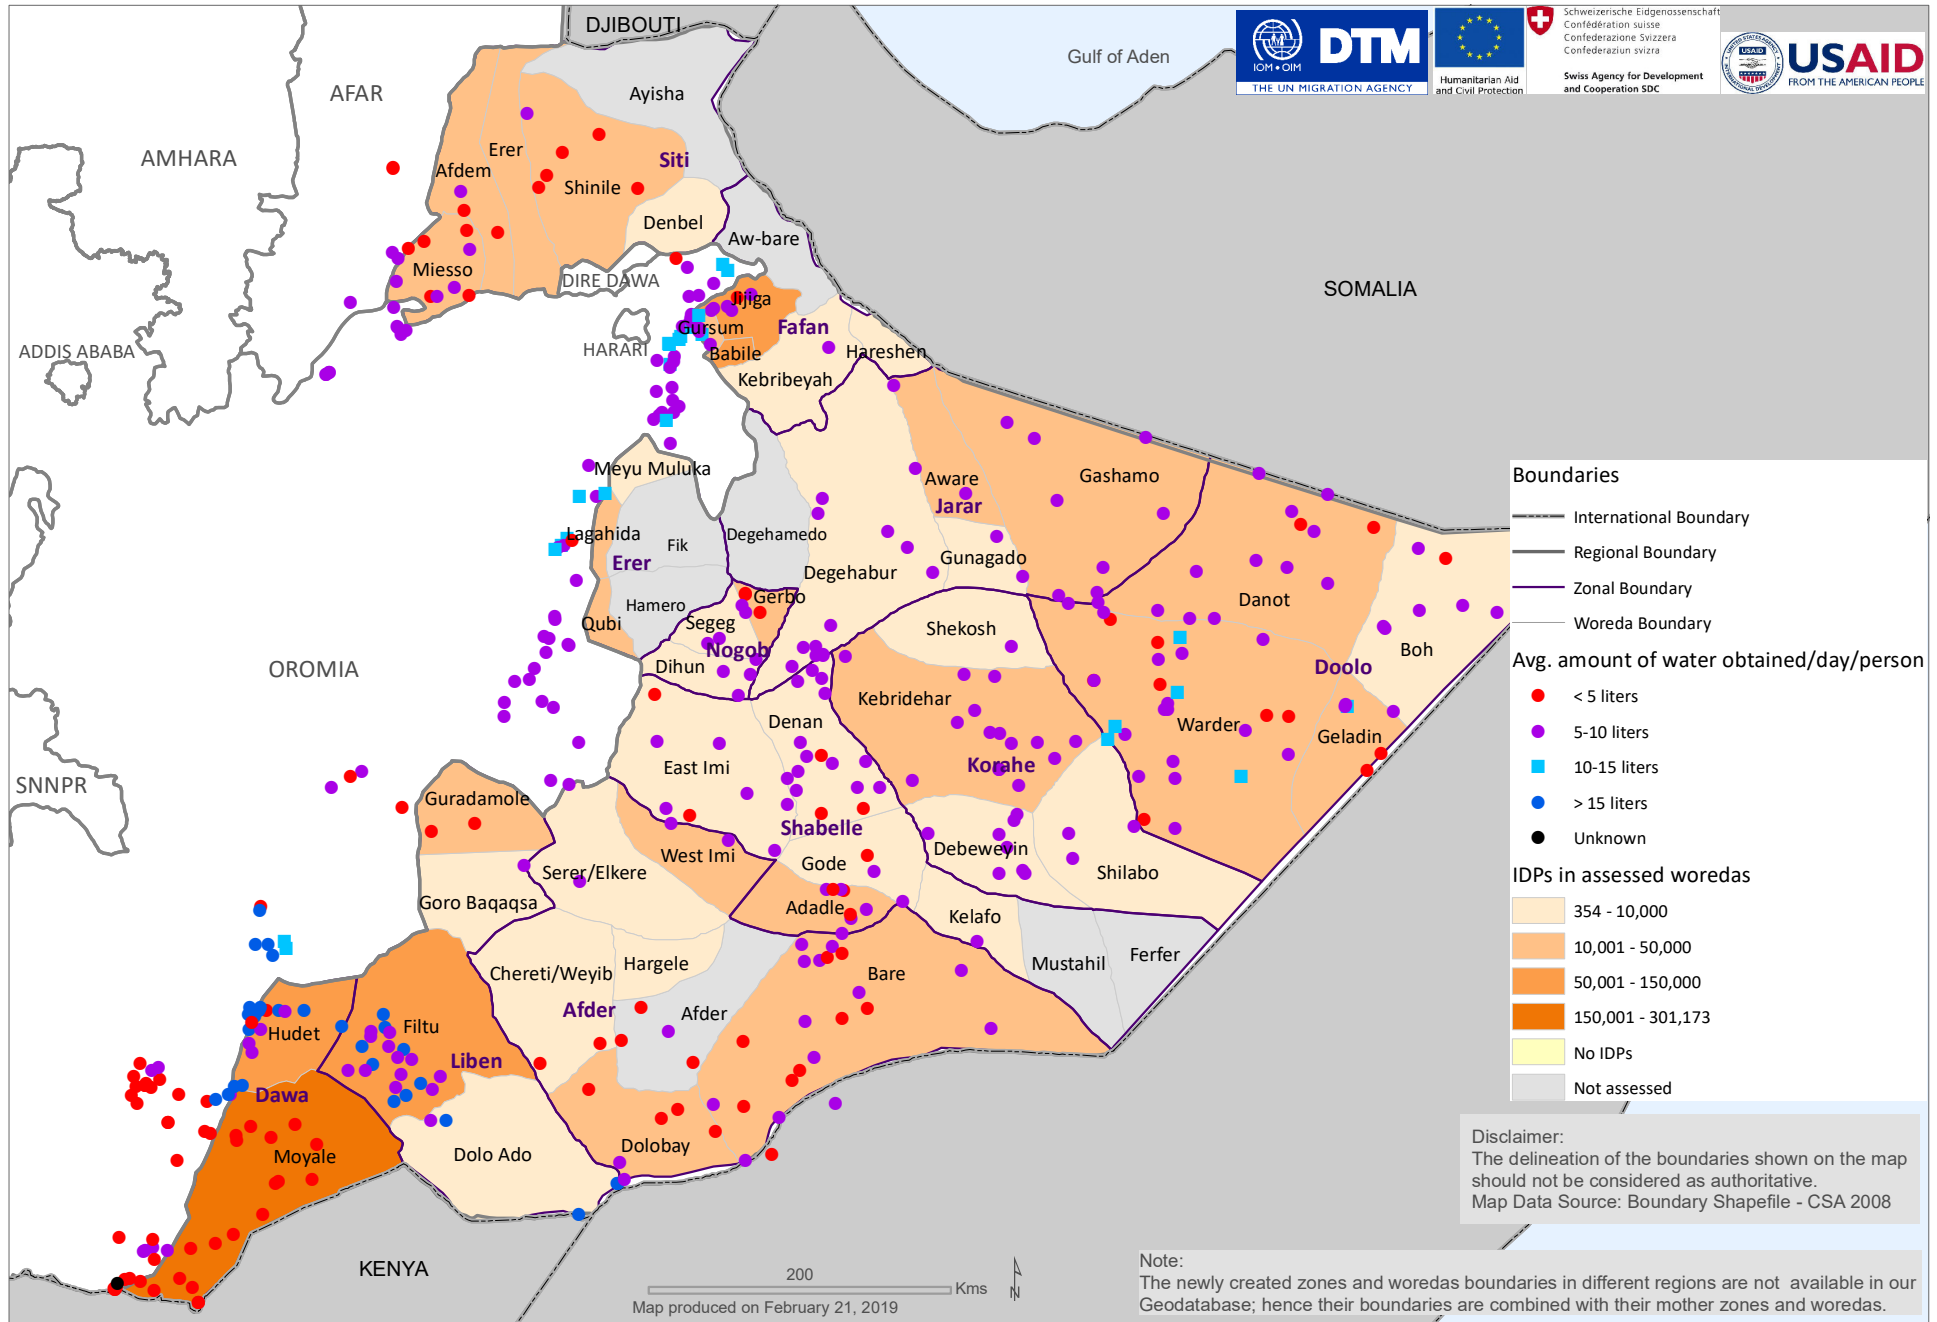 DJIBOUTI
Gulf of Aden
IOM • OIM
DTM
THE UN MIGRATION AGENCY
Humanitarian Aid
and Civil Protection
Schweizerische Eidgenossenschaft
Confédération suisse
Confederazione Svizzera
Confederaziun svizra
Swiss Agency for Development
and Cooperation SDC
USAID
USAID
FROM THE AMERICAN PEOPLE
AFAR
Ayisha
AMHARA
Erer
Siti
Afdem
Shinile
Denbel
Aw-bare
Miesso
DIRE DAWA
SOMALIA
Jijiga
Gursum
Fafan
ADDIS ABABA
HARARI
Babile
Hareshen
Kebribeyah
Meyu Muluka
Aware
Gashamo
Jarar
Lagahida
Fik
Degehamedo
Erer
Degehabur
Gunagado
Hamero
Gerbo
Danot
Qubi
Segeg
Shekosh
Nogob
Boh
OROMIA
Dihun
Doolo
Kebridehar
Denan
Warder
Geladin
East Imi
Korahe
SNNPR
Guradamole
Shabelle
West Imi
Gode
Debeweyin
Serer/Elkere
Shilabo
Goro Baqaqsa
Adadle
Kelafo
Chereti/Weyib
Hargele
Bare
Mustahil
Ferfer
Afder
Afder
Hudet
Filtu
Liben
Dawa
Moyale
Dolo Ado
Dolobay
KENYA
Boundaries
International Boundary
Regional Boundary
Zonal Boundary
Woreda Boundary
Avg. amount of water obtained/day/person
< 5 liters
5-10 liters
10-15 liters
> 15 liters
Unknown
IDPs in assessed woredas
354 - 10,000
10,001 - 50,000
50,001 - 150,000
150,001 - 301,173
No IDPs
Not assessed
Disclaimer:
The delineation of the boundaries shown on the map
should not be considered as authoritative.
Map Data Source: Boundary Shapefile - CSA 2008
200
Kms
N
Map produced on February 21, 2019
Note:
The newly created zones and woredas boundaries in different regions are not available in our
Geodatabase; hence their boundaries are combined with their mother zones and woredas.